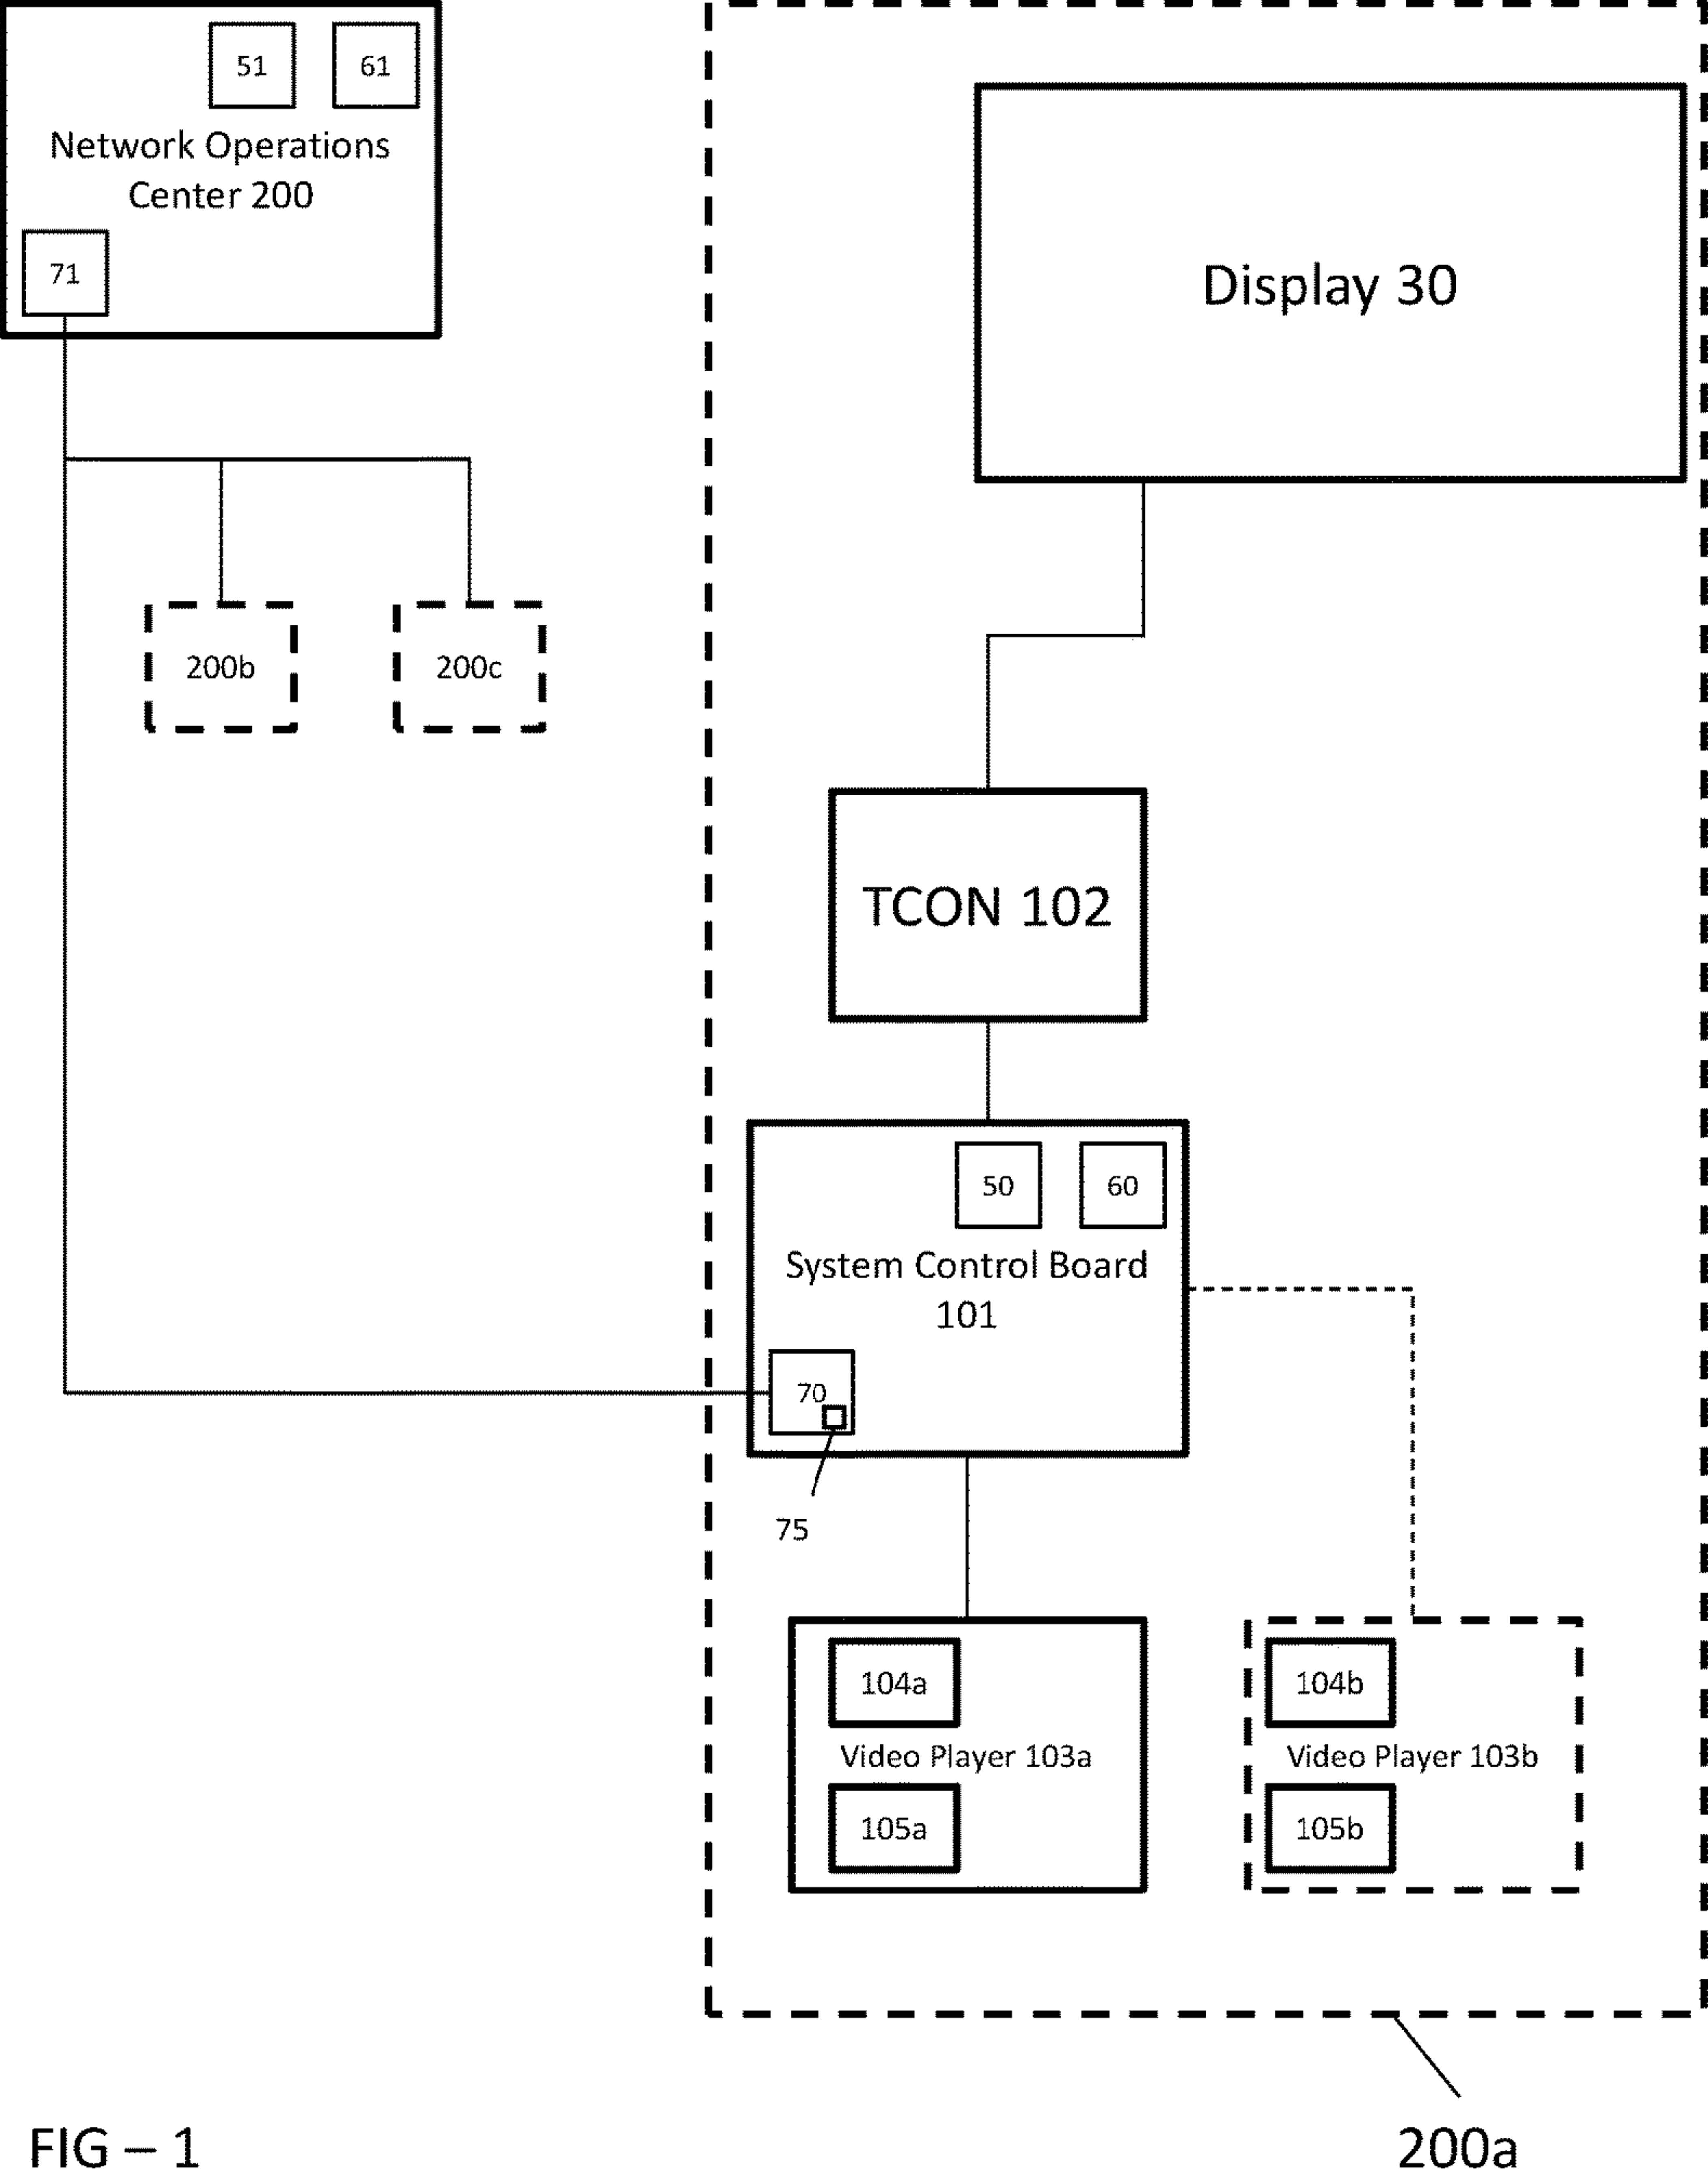 51
61
Network Operations
Center 200
71
Display 30
200b
200c
TCON 102
50
60
System Control Board
101
70
75
104a
104b
Video Player 103a
Video Player 103b
105a
105b
FIG – 1
200a